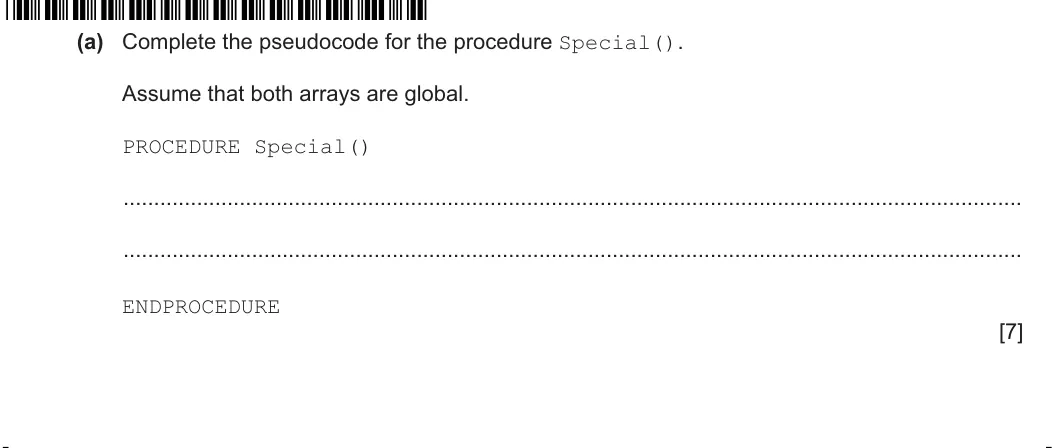 (a) Complete the pseudocode for the procedure Special().
Assume that both arrays are global.
PROCEDURE Special()
..........................................................................................................................................................
..........................................................................................................................................................
ENDPROCEDURE
[7]